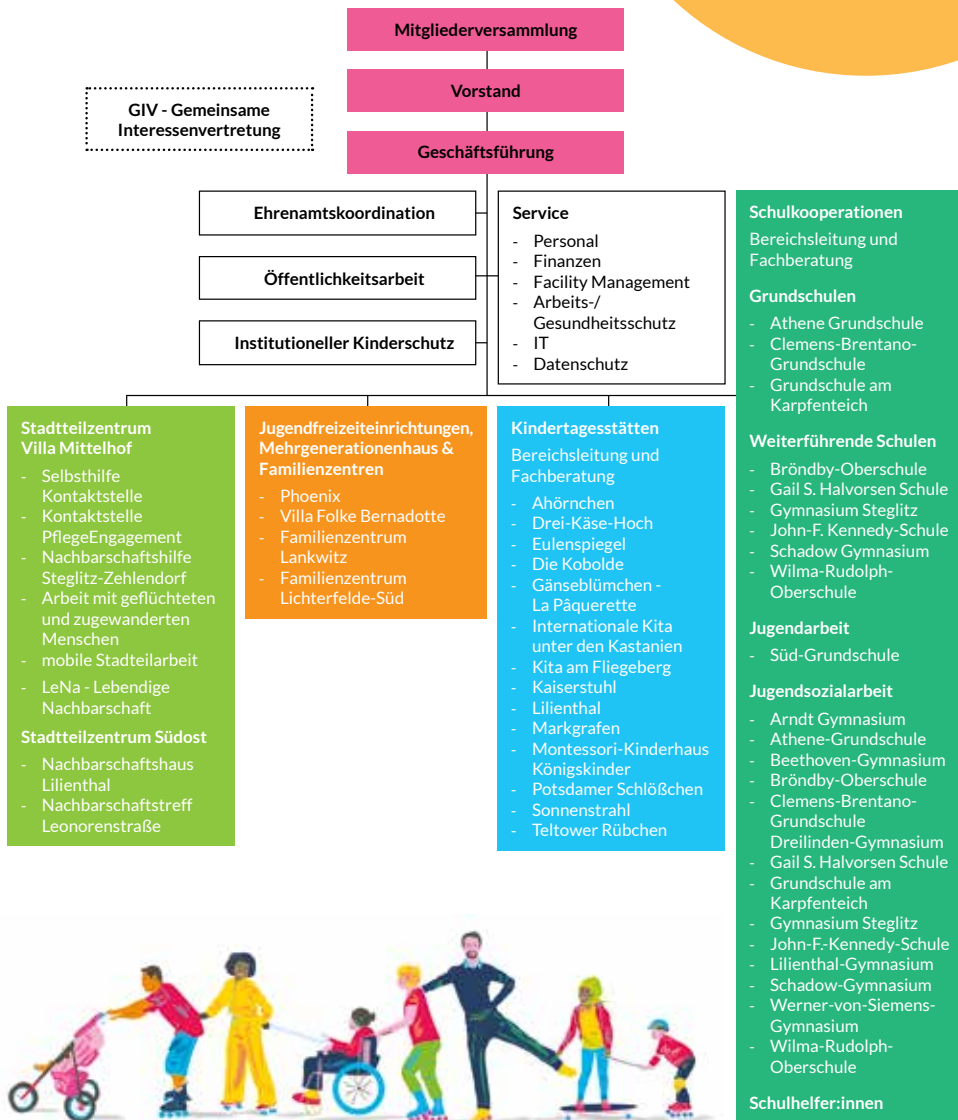 Mitgliederversammlung
Vorstand
GIV - Gemeinsame
Interessenvertretung
Geschäftsführung
Ehrenamtskoordination
Öffentlichkeitsarbeit
Institutioneller Kinderschutz
Service
- Personal
- Finanzen
- Facility Management
- Arbeits-/
Gesundheitsschutz
- IT
- Datenschutz
Stadtteilzentrum
Villa Mittelhof
- Selbsthilfe
Kontaktstelle
- Kontaktstelle
PflegeEngagement
- Nachbarschaftshilfe
Steglitz-Zehlendorf
- Arbeit mit geflüchteten
und zugewanderten
Menschen
- mobile Stadteilarbeit
- LeNa - Lebendige
Nachbarschaft
Stadtteilzentrum Südost
- Nachbarschaftshaus
Lilienthal
- Nachbarschaftstreff
Leonorenstraße
Jugendfreizeiteinrichtungen,
Mehrgenerationenhaus &
Familienzentren
- Phoenix
- Villa Folke Bernadotte
- Familienzentrum
Lankwitz
- Familienzentrum
Lichterfelde-Süd
Kindertagesstätten
Bereichsleitung und
Fachberatung
- Ahörnchen
- Drei-Käse-Hoch
- Eulenspiegel
- Die Kobolde
- Gänseblümchen -
La Pâquerette
- Internationale Kita
unter den Kastanien
- Kita am Fliegeberg
- Kaiserstuhl
- Lilienthal
- Markgrafen
- Montessori-Kinderhaus
Königskinder
- Potsdamer Schlößchen
- Sonnenstrahl
- Teltower Rübchen
Schulkooperationen
Bereichsleitung und
Fachberatung
Grundschulen
- Athene Grundschule
- Clemens-Brentano-
Grundschule
- Grundschule am
Karpfenteich
Weiterführende Schulen
- Bröndby-Oberschule
- Gail S. Halvorsen Schule
- Gymnasium Steglitz
- John-F. Kennedy-Schule
- Schadow Gymnasium
- Wilma-Rudolph-
Oberschule
Jugendarbeit
- Süd-Grundschule
Jugendsozialarbeit
- Arndt Gymnasium
- Athene-Grundschule
- Beethoven-Gymnasium
- Bröndby-Oberschule
- Clemens-Brentano-
Grundschule
Dreilinden-Gymnasium
- Gail S. Halvorsen Schule
- Grundschule am
Karpfenteich
- Gymnasium Steglitz
- John-F.-Kennedy-Schule
- Lilienthal-Gymnasium
- Schadow-Gymnasium
- Werner-von-Siemens-
Gymnasium
- Wilma-Rudolph-
Oberschule
Schulhelfer:innen